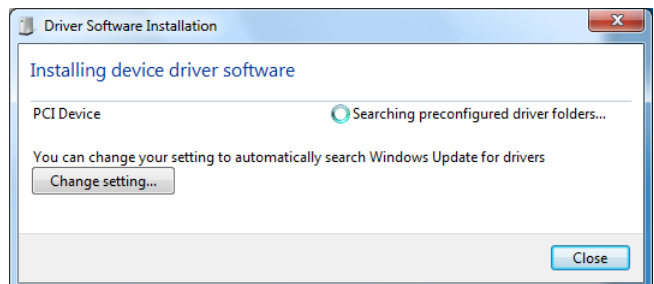 Driver Software Installation
Installing device driver software
PCI Device Searching preconfigured driver folders...
You can change your setting to automatically search Windows Update for drivers
Change setting...
Close